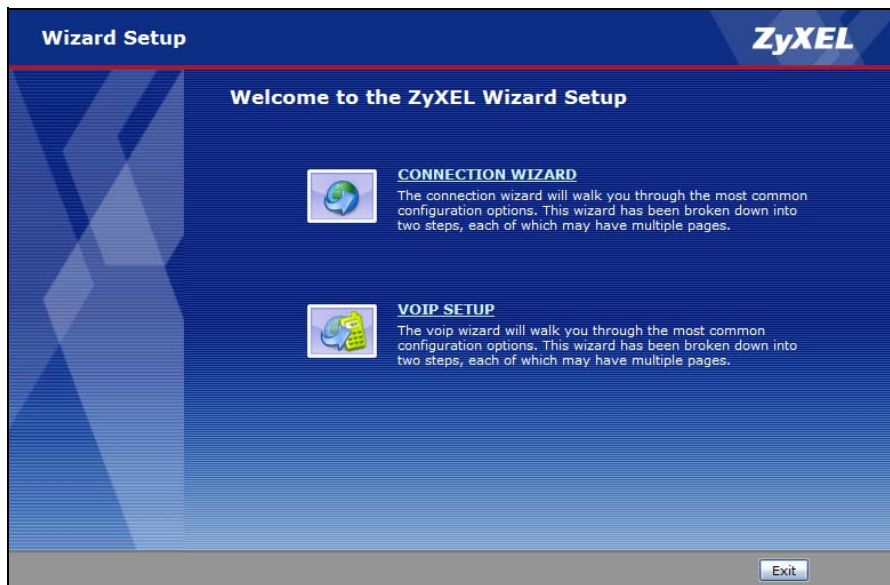 Wizard Setup
ZyXEL
Welcome to the ZyXEL Wizard Setup
CONNECTION WIZARD
The connection wizard will walk you through the most common
configuration options. This wizard has been broken down into
two steps, each of which may have multiple pages.
VOIP SETUP
The voip wizard will walk you through the most common
configuration options. This wizard has been broken down into
two steps, each of which may have multiple pages.
Exit